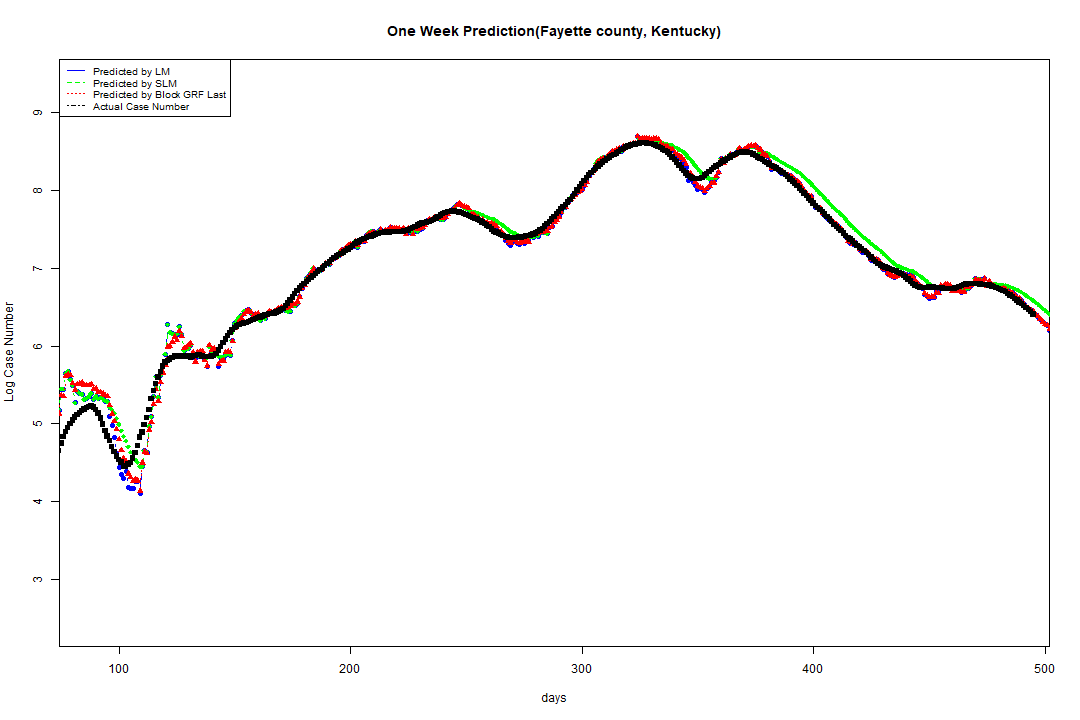 One Week Prediction(Fayette county, Kentucky)
Predicted by LM
Predicted by SLM
Predicted by Block GRF Last
Actual Case Number
9
8
7
6
5
4
3
Log Case Number
100 200 300 400 500
days